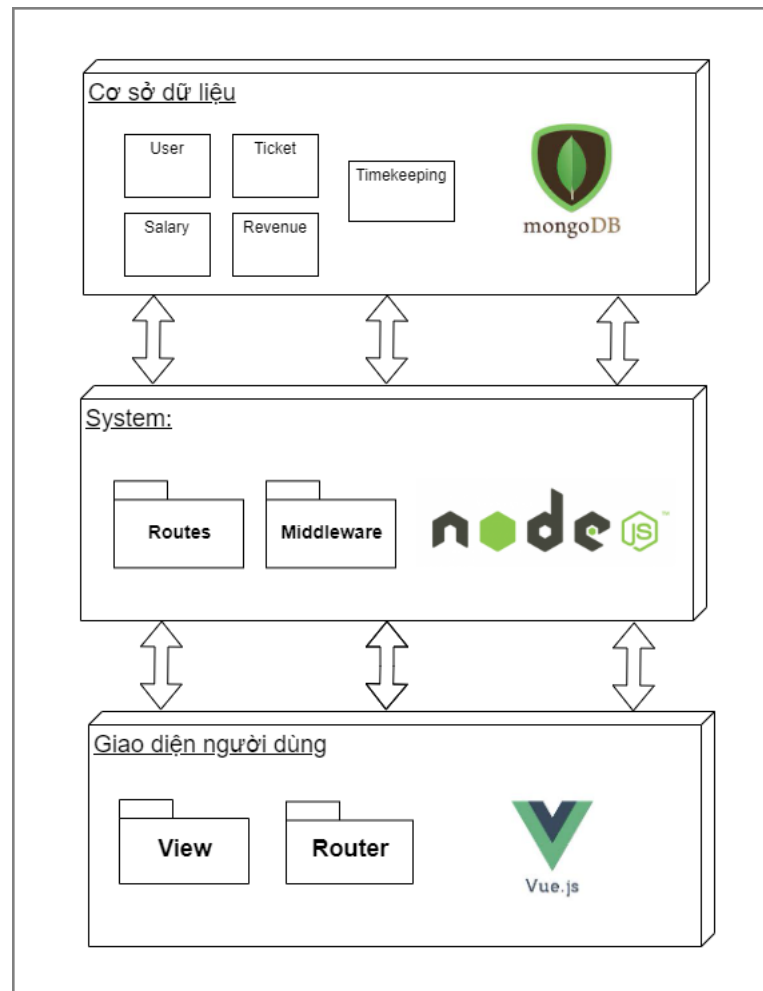 Cơ sở dữ liệu
User
Ticket
Timekeeping
Salary
Revenue
mongoDB
System:
Routes
Middleware
node JS™
Giao diện người dùng
View
Router
Vue.js